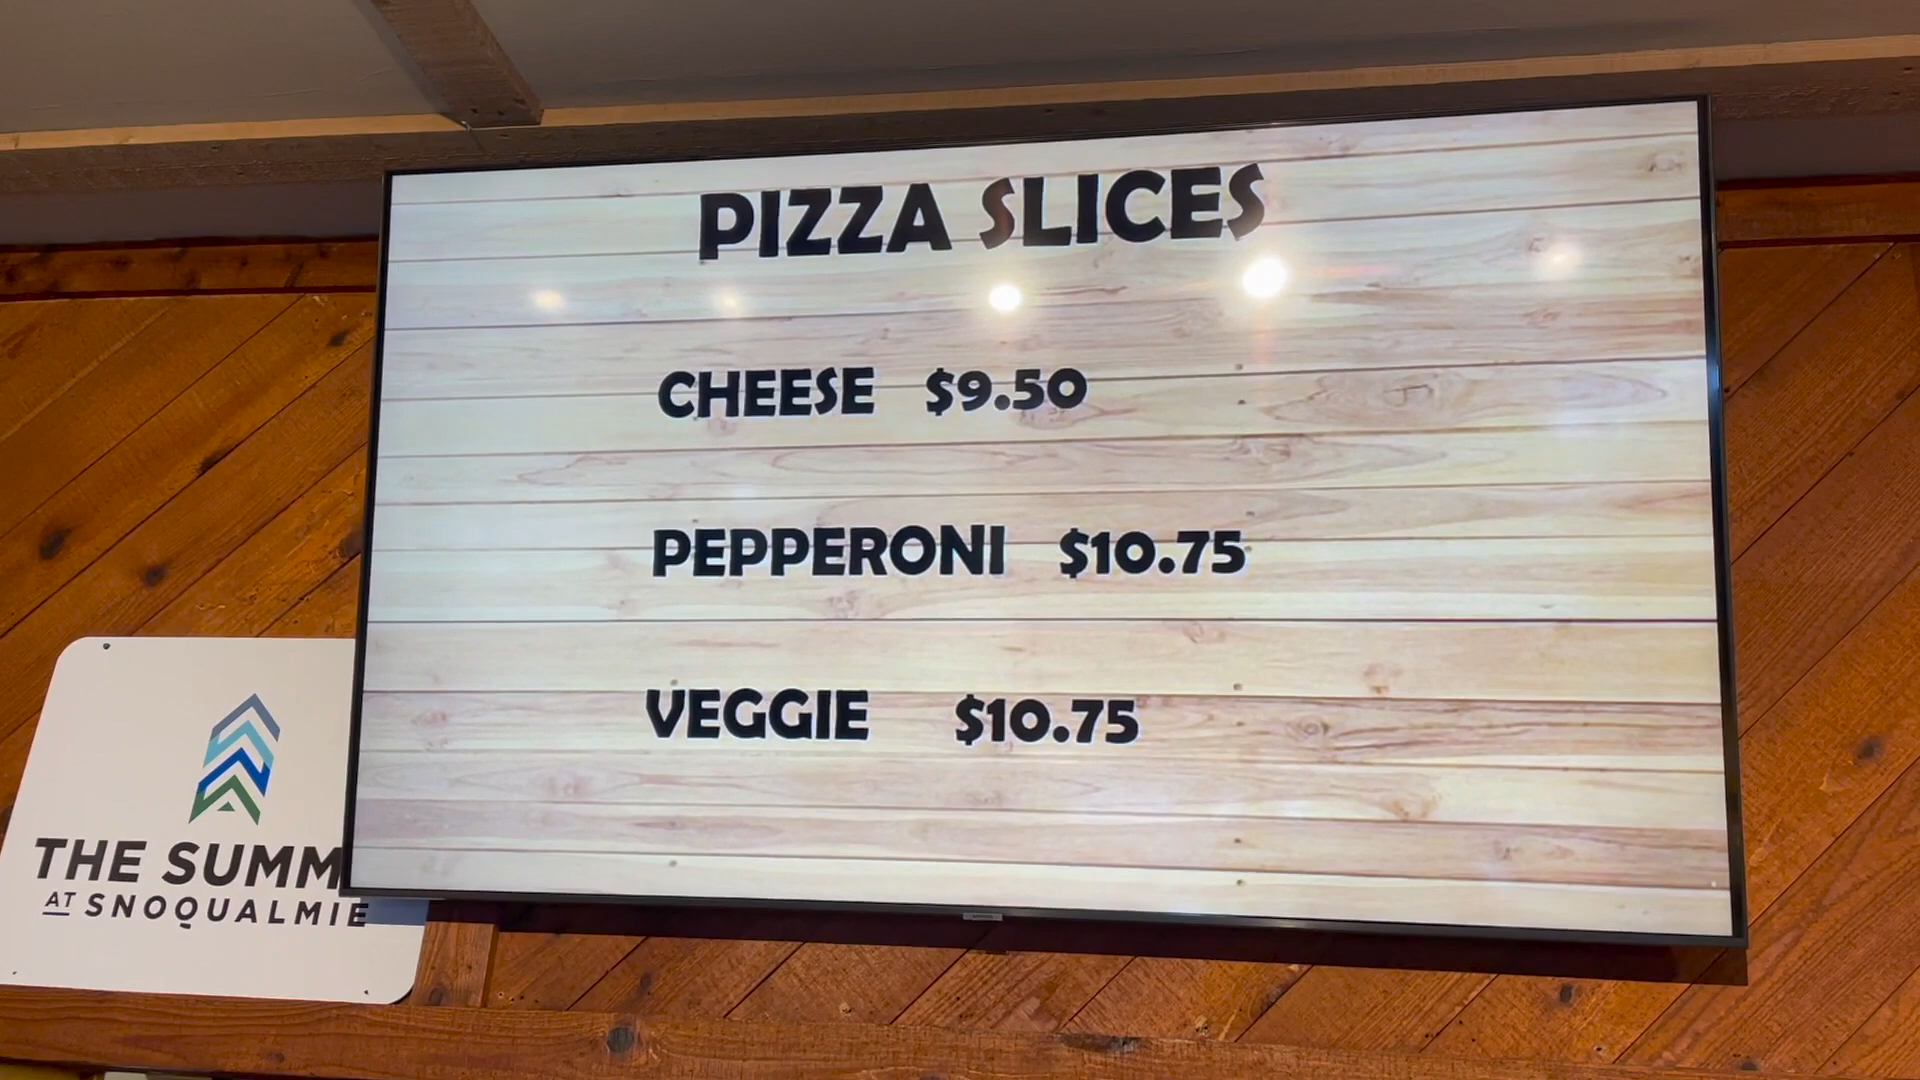 PIZZA SLICES
CHEESE $9.50
PEPPERONI $10.75
VEGGIE $10.75
THE SUMM
AT SNOQUALMIE